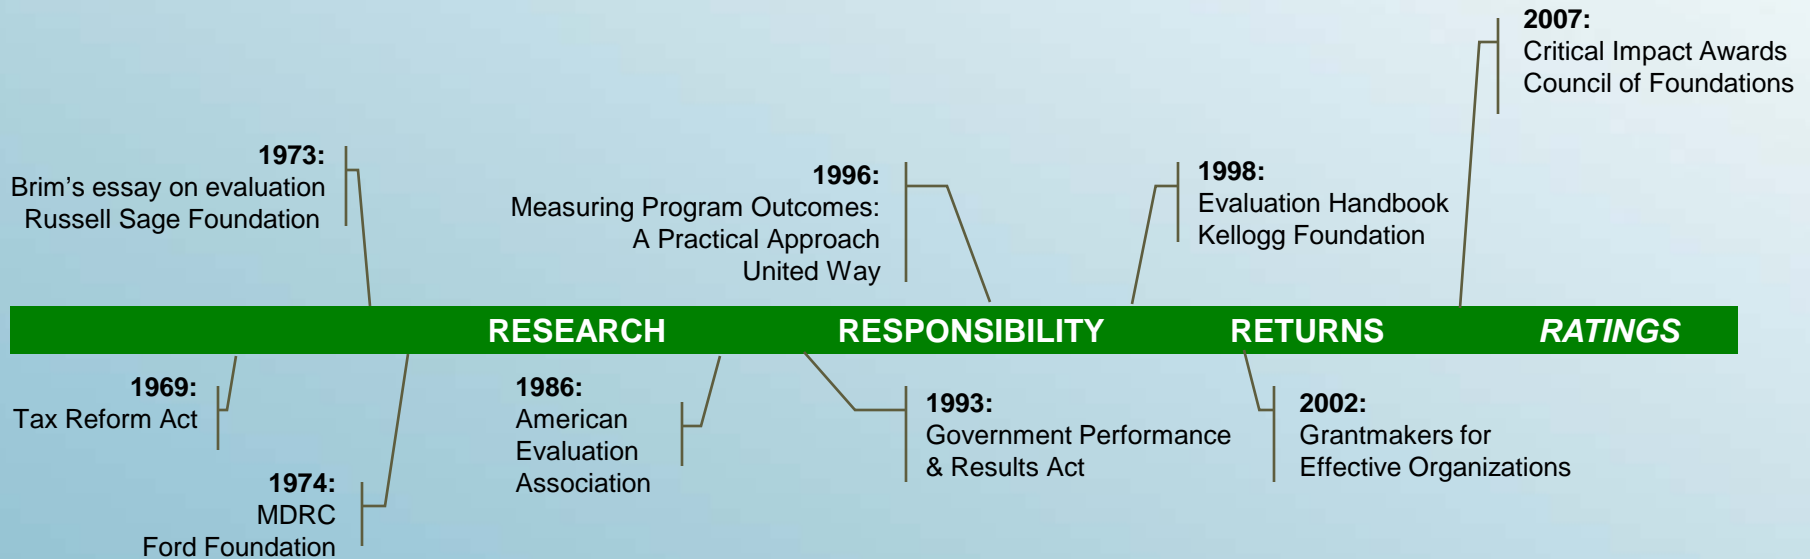 2007:
Critical Impact Awards
Council of Foundations
1973:
Brim's essay on evaluation
Russell Sage Foundation
1996:
Measuring Program Outcomes:
A Practical Approach
United Way
1998:
Evaluation Handbook
Kellogg Foundation
RESEARCH RESPONSIBILITY RETURNS RATINGS
1969:
Tax Reform Act
1974:
MDRC
Ford Foundation
1986:
American
Evaluation
Association
1993:
Government Performance
& Results Act
2002:
Grantmakers for
Effective Organizations